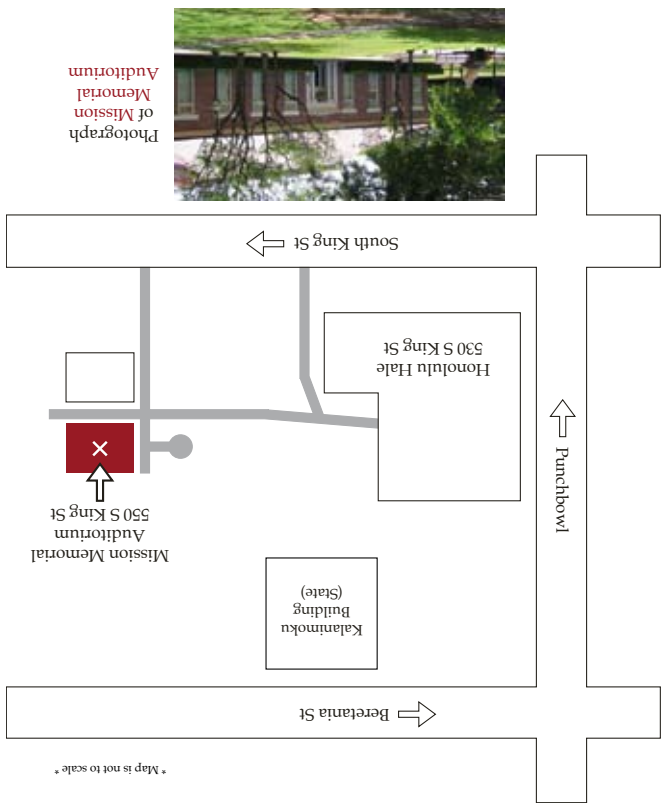 * Map is not to scale *
Beretania St
Kalanimoku
Building
(State)
Mission Memorial
Auditorium
550 S King St
Punchbowl
Honolulu Hale
530 S King St
South King St
Photograph
of Mission
Memorial
Auditorium